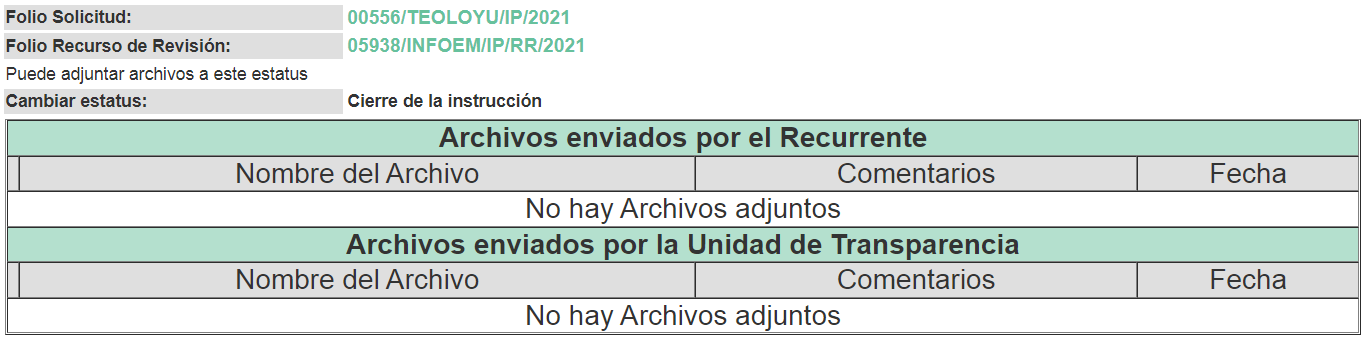 Folio Solicitud: 00556/TEOLOYU/IP/2021
Folio Recurso de Revisión: 05938/INFOEM/IP/RR/2021
Puede adjuntar archivos a este estatus
Cambiar estatus: Cierre de la instrucción
Archivos enviados por el Recurrente
Nombre del Archivo Comentarios Fecha
No hay Archivos adjuntos
Archivos enviados por la Unidad de Transparencia
Nombre del Archivo Comentarios Fecha
No hay Archivos adjuntos